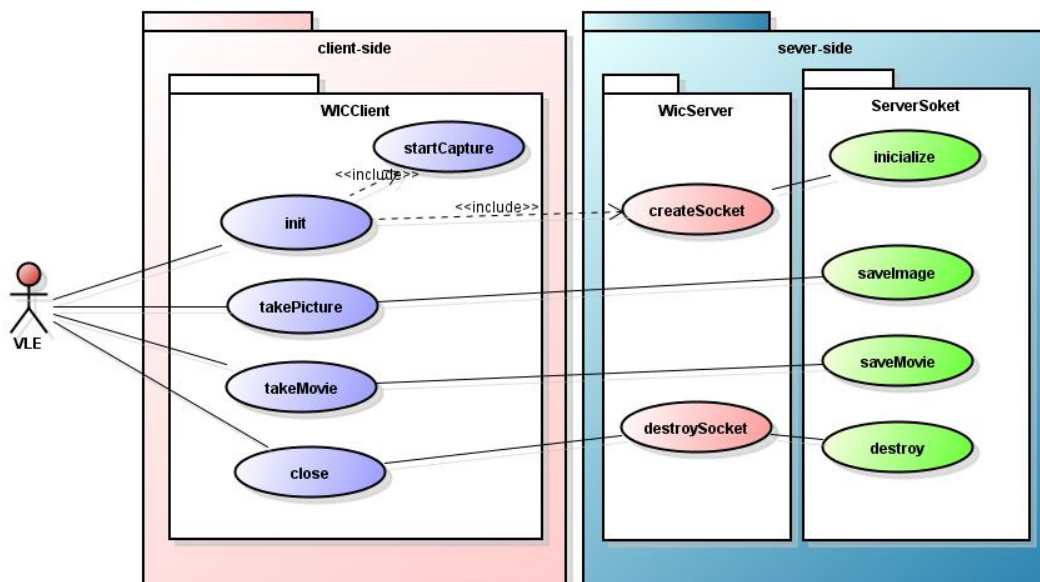 client-side
sever-side
WICClient
WicServer
ServerSoket
startCapture
inicialize
<<include>>
<<include>>
createSocket
init
saveImage
takePicture
VLE
saveMovie
takeMovie
destroySocket
destroy
close